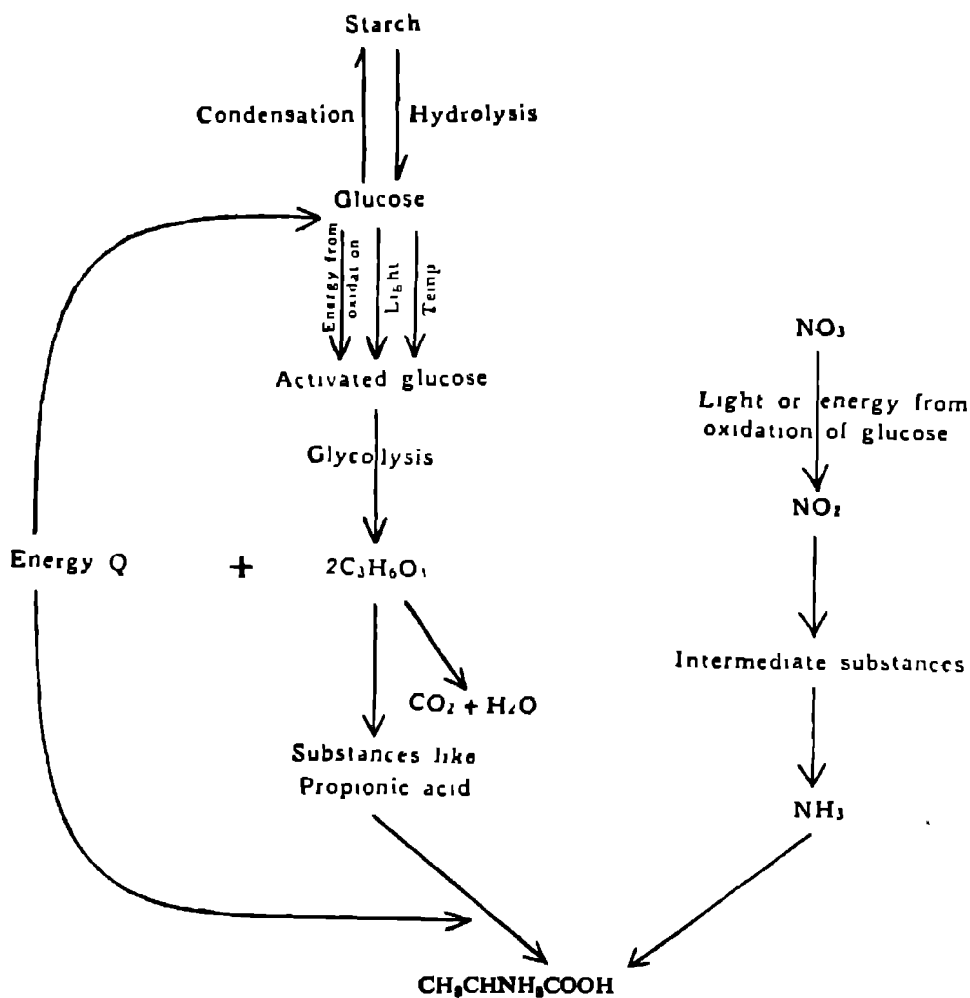 Starch
Condensation
Hydrolysis
Glucose
Energy from
oxidation
Light
Temp
Activated glucose
Glycolysis
Energy Q
+
2C₃H₆O₃
CO₂ + H₂O
Substances like
Propionic acid
NO₃
Light or energy from
oxidation of glucose
NO₂
Intermediate substances
NH₃
CH₃CHNH₂COOH